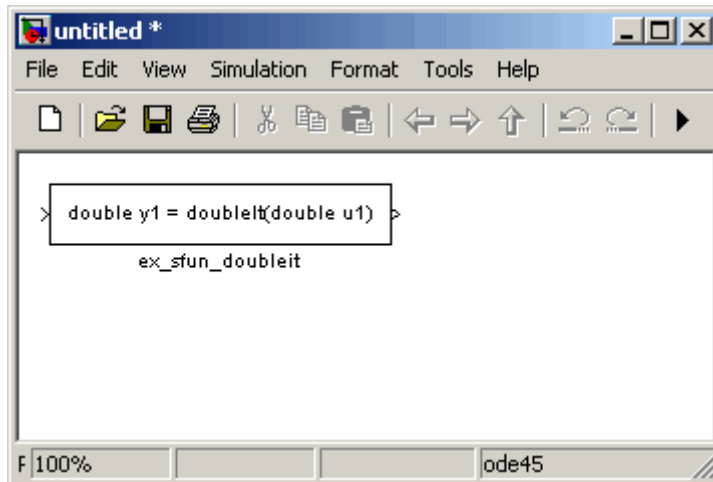 untitled *
File Edit View Simulation Format Tools Help
double y1 = doubleIt(double u1)
ex_sfun_doubleit
F 100% ode45